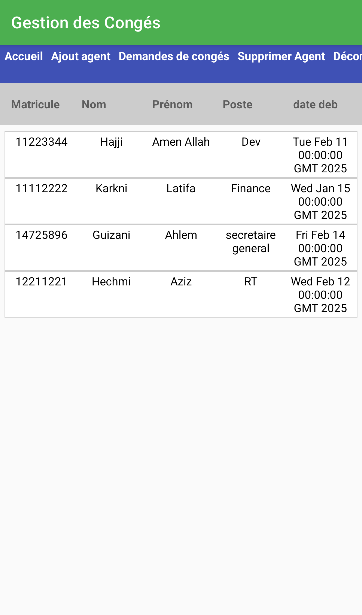 Gestion des Congés
Accueil Ajout agent Demandes de congés Supprimer Agent Décor
Matricule Nom Prénom Poste date deb
11223344 Hajji Amen Allah Dev Tue Feb 11
00:00:00
GMT 2025
11112222 Karkni Latifa Finance Wed Jan 15
00:00:00
GMT 2025
14725896 Guizani Ahlem secretaire Fri Feb 14
general 00:00:00
GMT 2025
12211221 Hechmi Aziz RT Wed Feb 12
00:00:00
GMT 2025